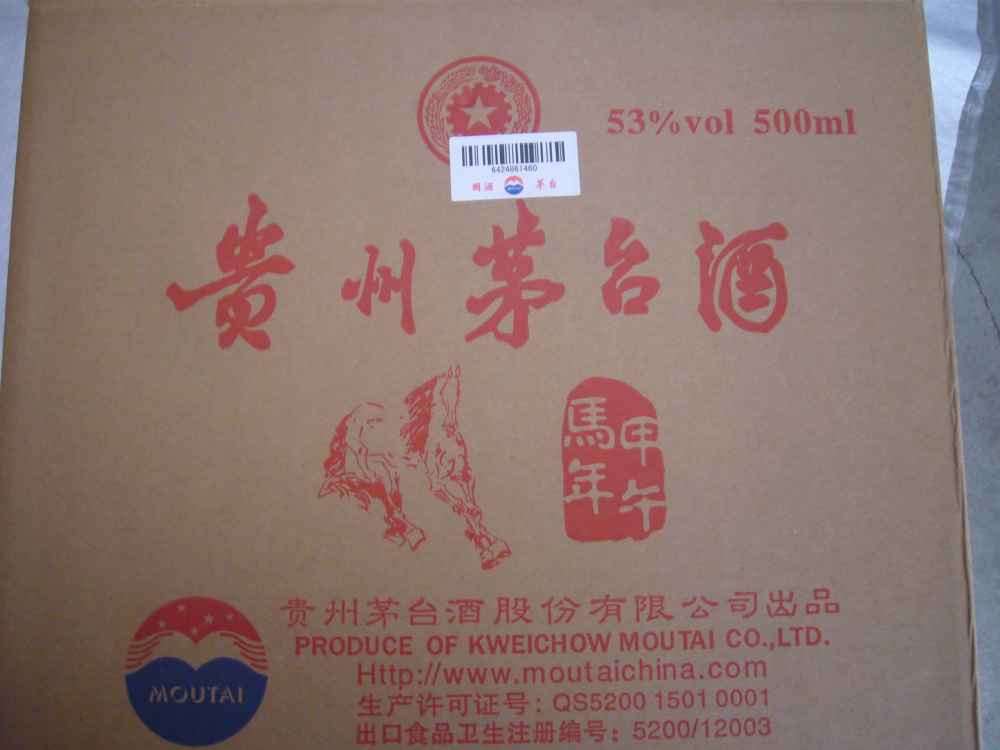 53%vol 500ml
6424861460
国酒 茅台
贵州茅台酒
甲午
馬年
MOUTAI
贵州茅台酒股份有限公司出品
PRODUCE OF KWEICHOW MOUTAI CO.,LTD.
Http://www.moutaichina.com
生产许可证号: QS5200 1501 0001
出口食品卫生注册编号: 5200/12003